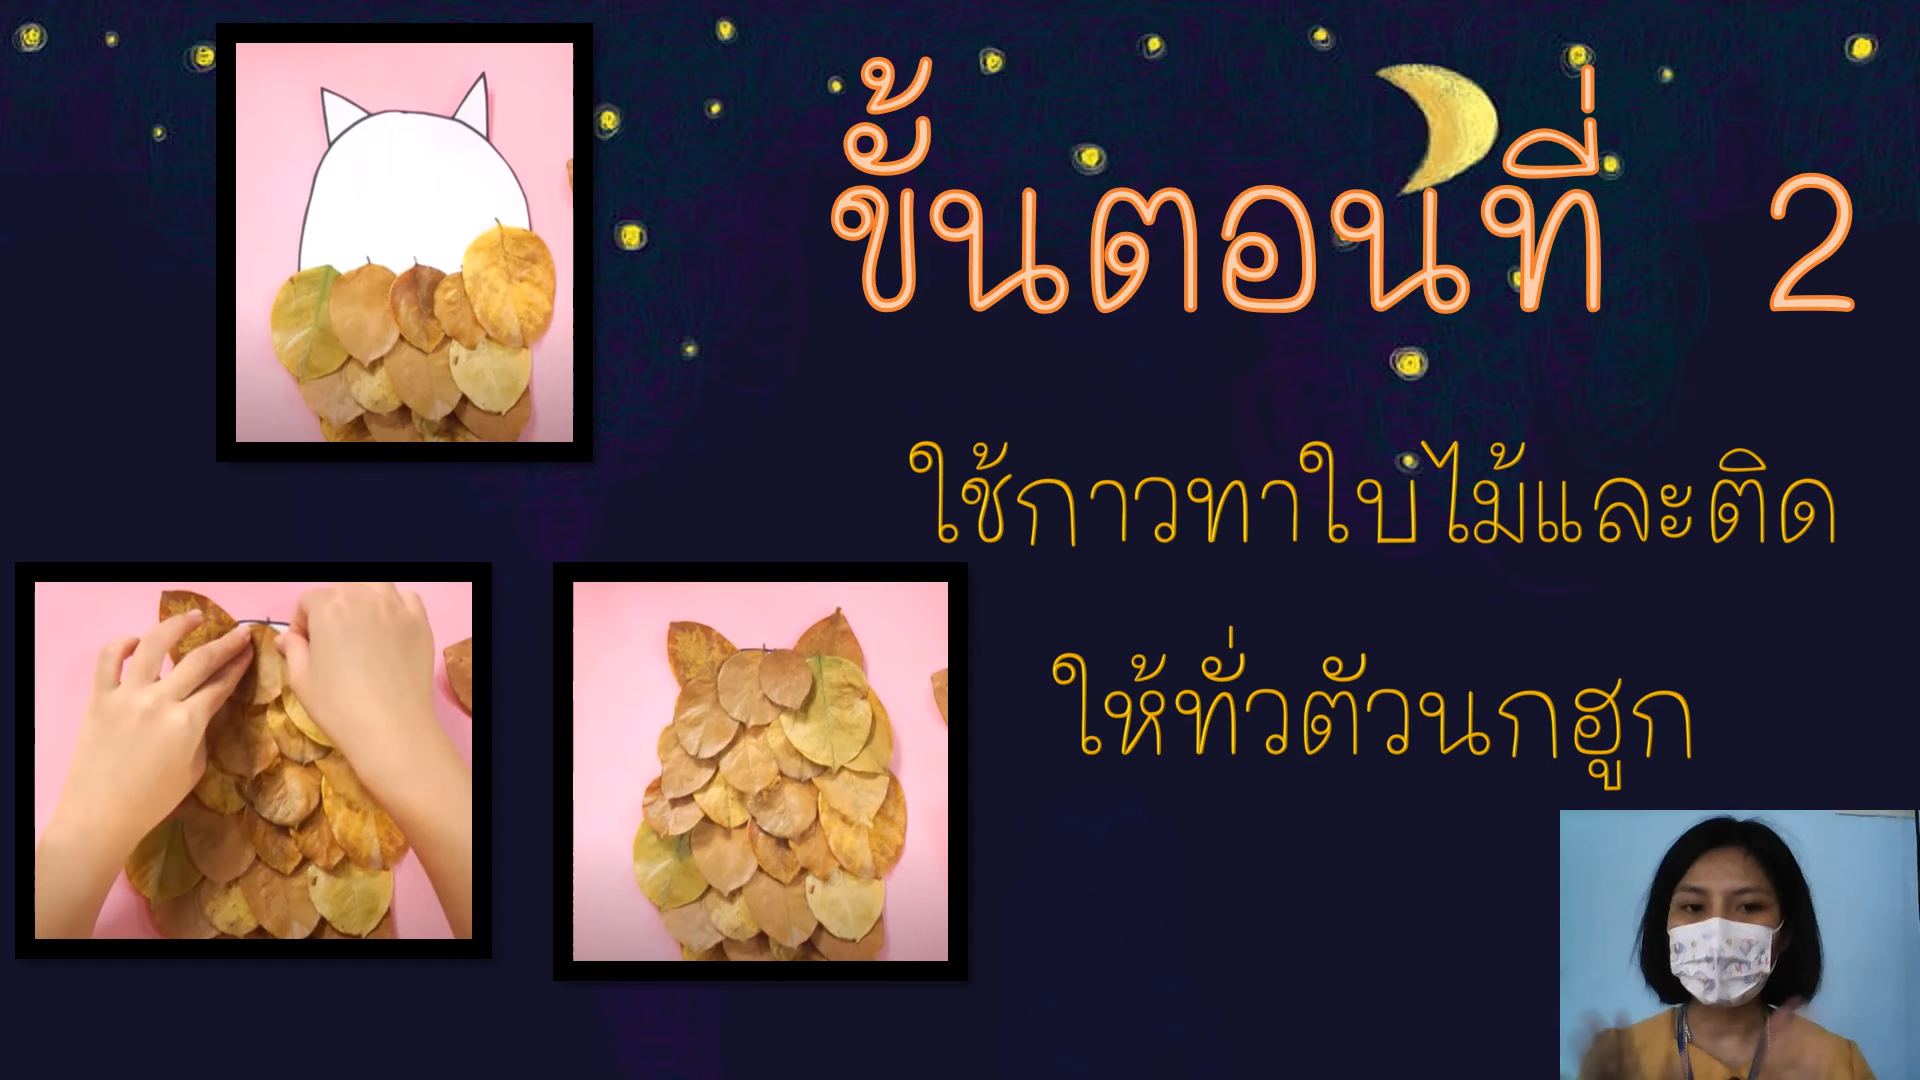 ขั้นตอนที่ 2
ใช้กาวทาใบไม้และติด
ให้ทั่วตัวนกฮูก